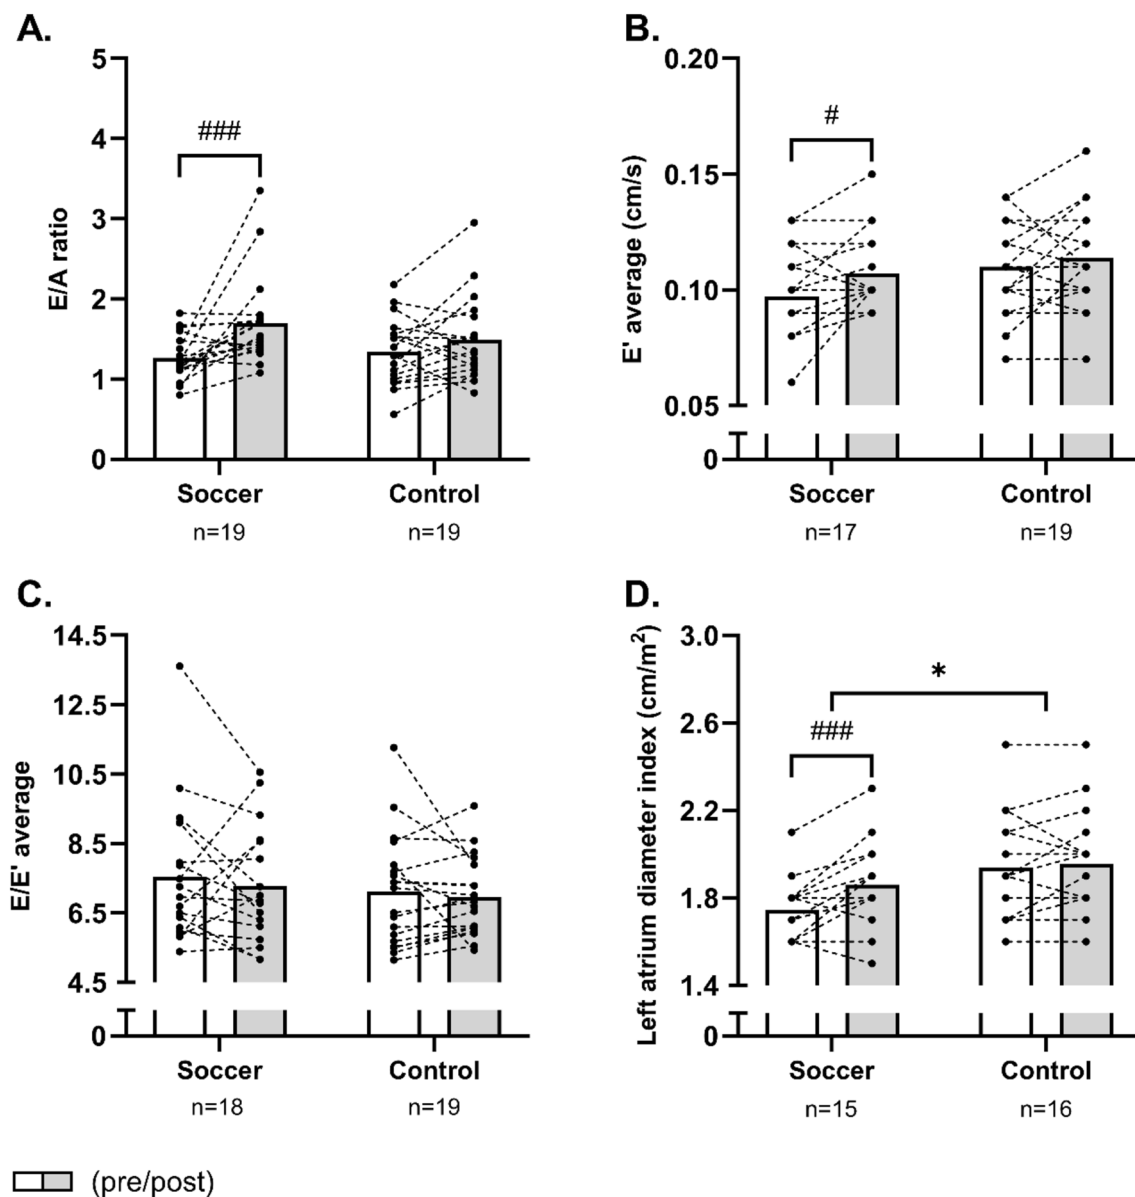 A.
E/A ratio
5
4
3
2
1
0
###
Soccer
Control
n=19
n=19
B.
E' average (cm/s)
0.20
0.15
0.10
0.05
0
#
Soccer
Control
n=17
n=19
C.
E/E' average
14.5
12.5
10.5
8.5
6.5
4.5
0
Soccer
Control
n=18
n=19
D.
Left atrium diameter index (cm/m²)
3.0
2.6
2.2
1.8
1.4
0
*
###
Soccer
Control
n=15
n=16
(pre/post)